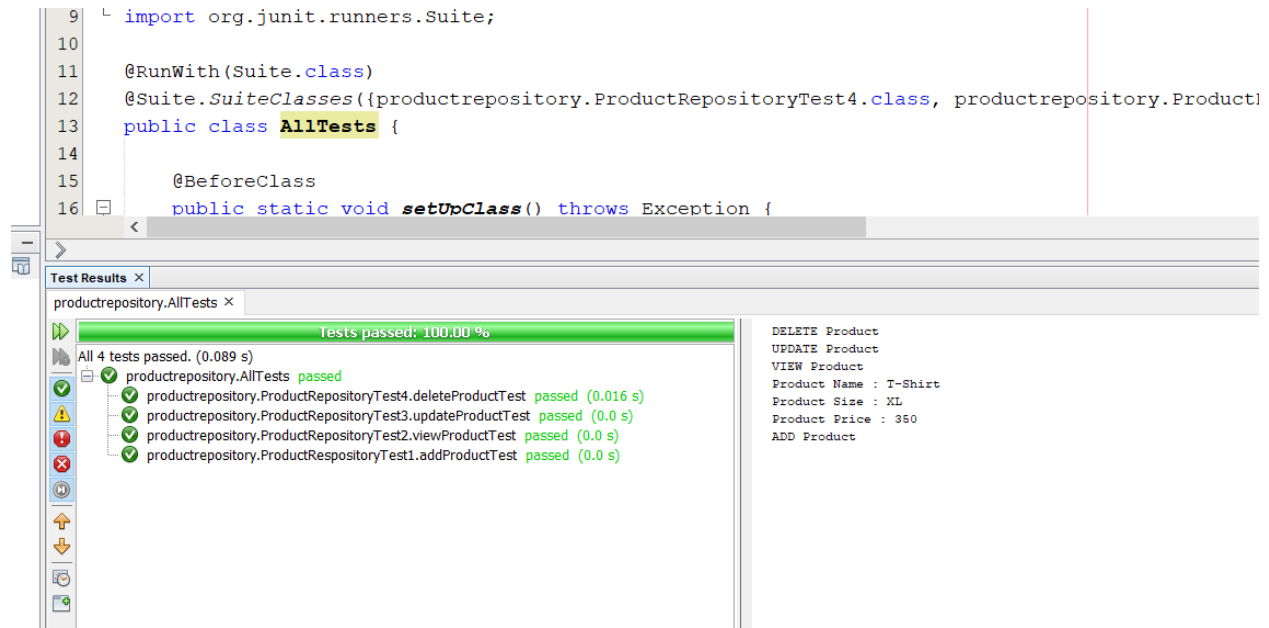 9 import org.junit.runners.Suite;
10
11 @RunWith(Suite.class)
12 @Suite.SuiteClasses({productrepository.ProductRepositoryTest4.class, productrepository.Product
13 public class AllTests {
14
15 @BeforeClass
16 public static void setUpClass() throws Exception {
Test Results ×
productrepository.AllTests ×
Tests passed: 100.00 %
All 4 tests passed. (0.089 s)
productrepository.AllTests passed
productrepository.ProductRepositoryTest4.deleteProductTest passed (0.016 s)
productrepository.ProductRepositoryTest3.updateProductTest passed (0.0 s)
productrepository.ProductRepositoryTest2.viewProductTest passed (0.0 s)
productrepository.ProductRespositoryTest1.addProductTest passed (0.0 s)
DELETE Product
UPDATE Product
VIEW Product
Product Name : T-Shirt
Product Size : XL
Product Price : 350
ADD Product